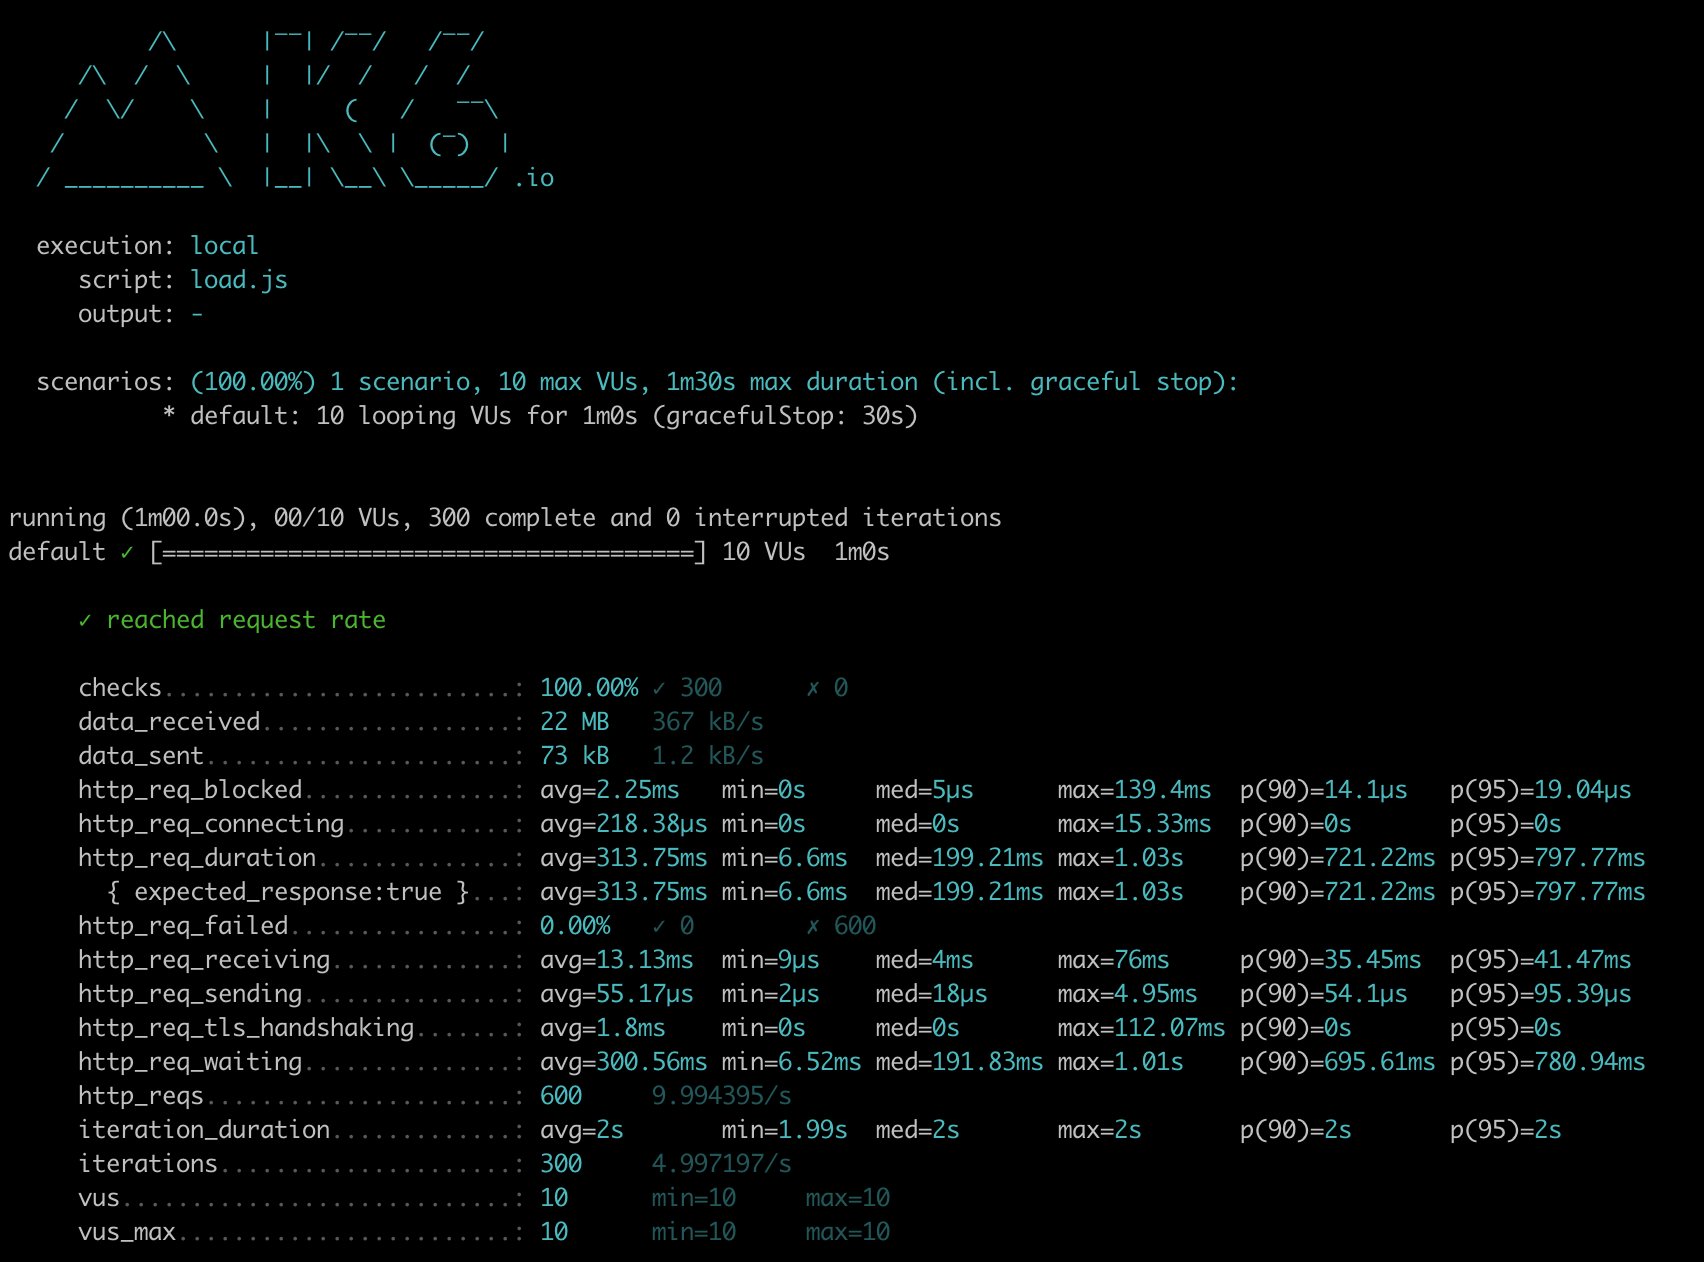 /\      |‾‾| /‾‾/   /‾‾/
     /\  /  \     |  |/  /   /  /
    /  \/    \    |     (   /   ‾‾\
   /          \   |  |\  \ |  (‾)  |
  / __________ \  |__| \__\ \_____/ .io
execution: local
script: load.js
output: -
scenarios: (100.00%) 1 scenario, 10 max VUs, 1m30s max duration (incl. graceful stop):
* default: 10 looping VUs for 1m0s (gracefulStop: 30s)
running (1m00.0s), 00/10 VUs, 300 complete and 0 interrupted iterations
default ✓ [======================================] 10 VUs  1m0s
✓ reached request rate
checks.........................: 100.00% ✓ 300      ✗ 0
data_received..................: 22 MB   367 kB/s
data_sent......................: 73 kB   1.2 kB/s
http_req_blocked...............: avg=2.25ms   min=0s     med=5µs      max=139.4ms  p(90)=14.1µs   p(95)=19.04µs
http_req_connecting............: avg=218.38µs min=0s     med=0s       max=15.33ms  p(90)=0s       p(95)=0s
http_req_duration..............: avg=313.75ms min=6.6ms  med=199.21ms max=1.03s    p(90)=721.22ms p(95)=797.77ms
{ expected_response:true }...: avg=313.75ms min=6.6ms  med=199.21ms max=1.03s    p(90)=721.22ms p(95)=797.77ms
http_req_failed................: 0.00%   ✓ 0        ✗ 600
http_req_receiving.............: avg=13.13ms  min=9µs    med=4ms      max=76ms     p(90)=35.45ms  p(95)=41.47ms
http_req_sending...............: avg=55.17µs  min=2µs    med=18µs     max=4.95ms   p(90)=54.1µs   p(95)=95.39µs
http_req_tls_handshaking.......: avg=1.8ms    min=0s     med=0s       max=112.07ms p(90)=0s       p(95)=0s
http_req_waiting...............: avg=300.56ms min=6.52ms med=191.83ms max=1.01s    p(90)=695.61ms p(95)=780.94ms
http_reqs......................: 600     9.994395/s
iteration_duration.............: avg=2s       min=1.99s  med=2s       max=2s       p(90)=2s       p(95)=2s
iterations.....................: 300     4.997197/s
vus............................: 10      min=10     max=10
vus_max........................: 10      min=10     max=10